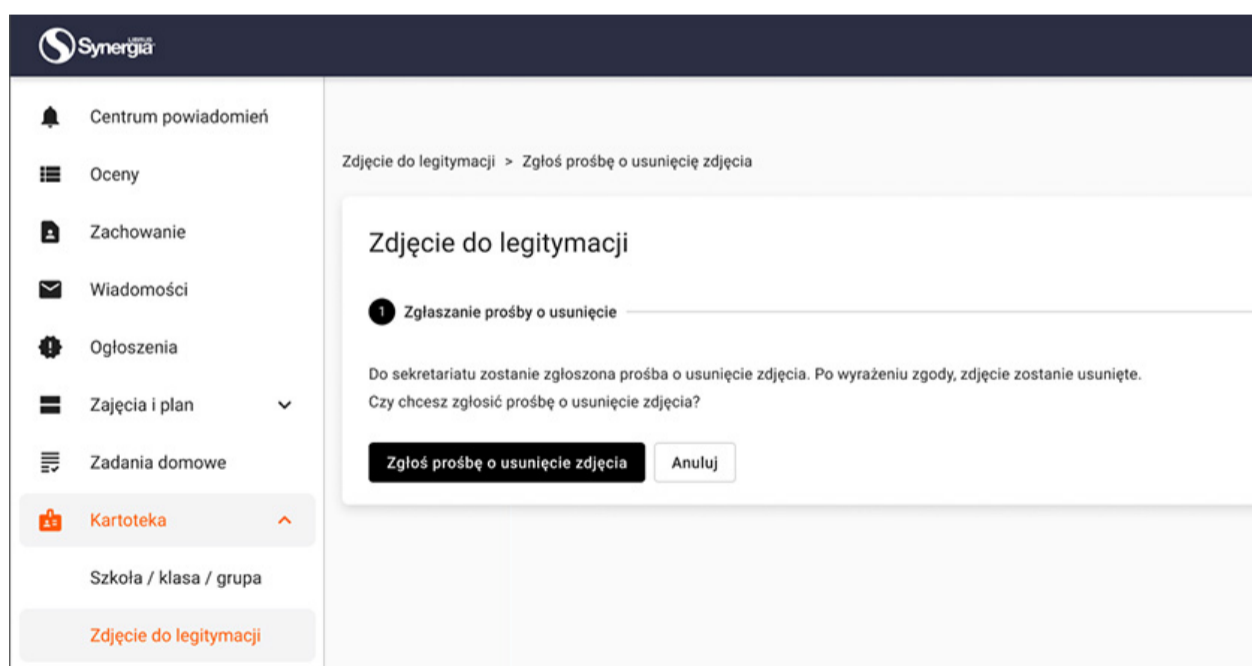 LIBRUS
Synergia
Centrum powiadomień
Oceny
Zachowanie
Wiadomości
Ogłoszenia
Zajęcia i plan
Zadania domowe
Kartoteka
Szkoła / klasa / grupa
Zdjęcie do legitymacji
Zdjęcie do legitymacji > Zgłoś prośbę o usunięcię zdjęcia
Zdjęcie do legitymacji
1 Zgłaszanie prośby o usunięcie
Do sekretariatu zostanie zgłoszona prośba o usunięcie zdjęcia. Po wyrażeniu zgody, zdjęcie zostanie usunięte.
Czy chcesz zgłosić prośbę o usunięcie zdjęcia?
Zgłoś prośbę o usunięcie zdjęcia Anuluj